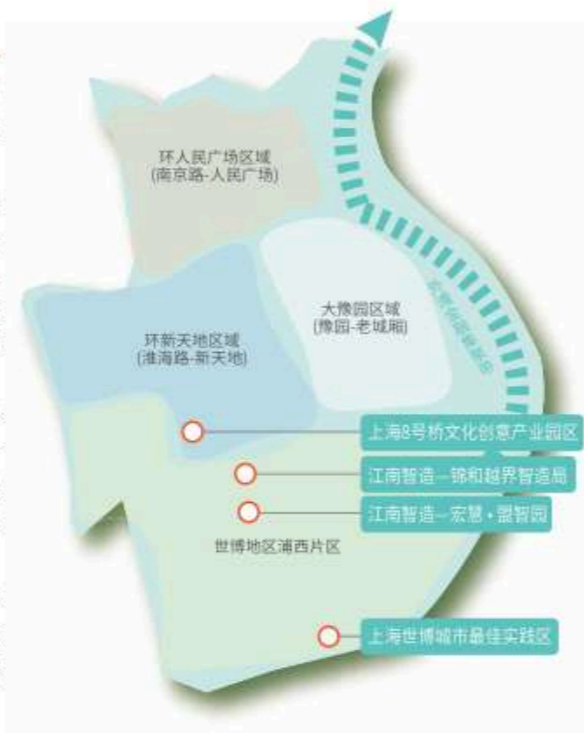 环人民广场区域
(南京路-人民广场)
大豫园区域
(豫园-老城厢)
环新天地区域
(淮海路-新天地)
上海8号桥文化创意产业园区
江南智造—锦和越界智造局
江南智造—宏慧·盟智园
世博地区浦西片区
上海世博城市最佳实践区